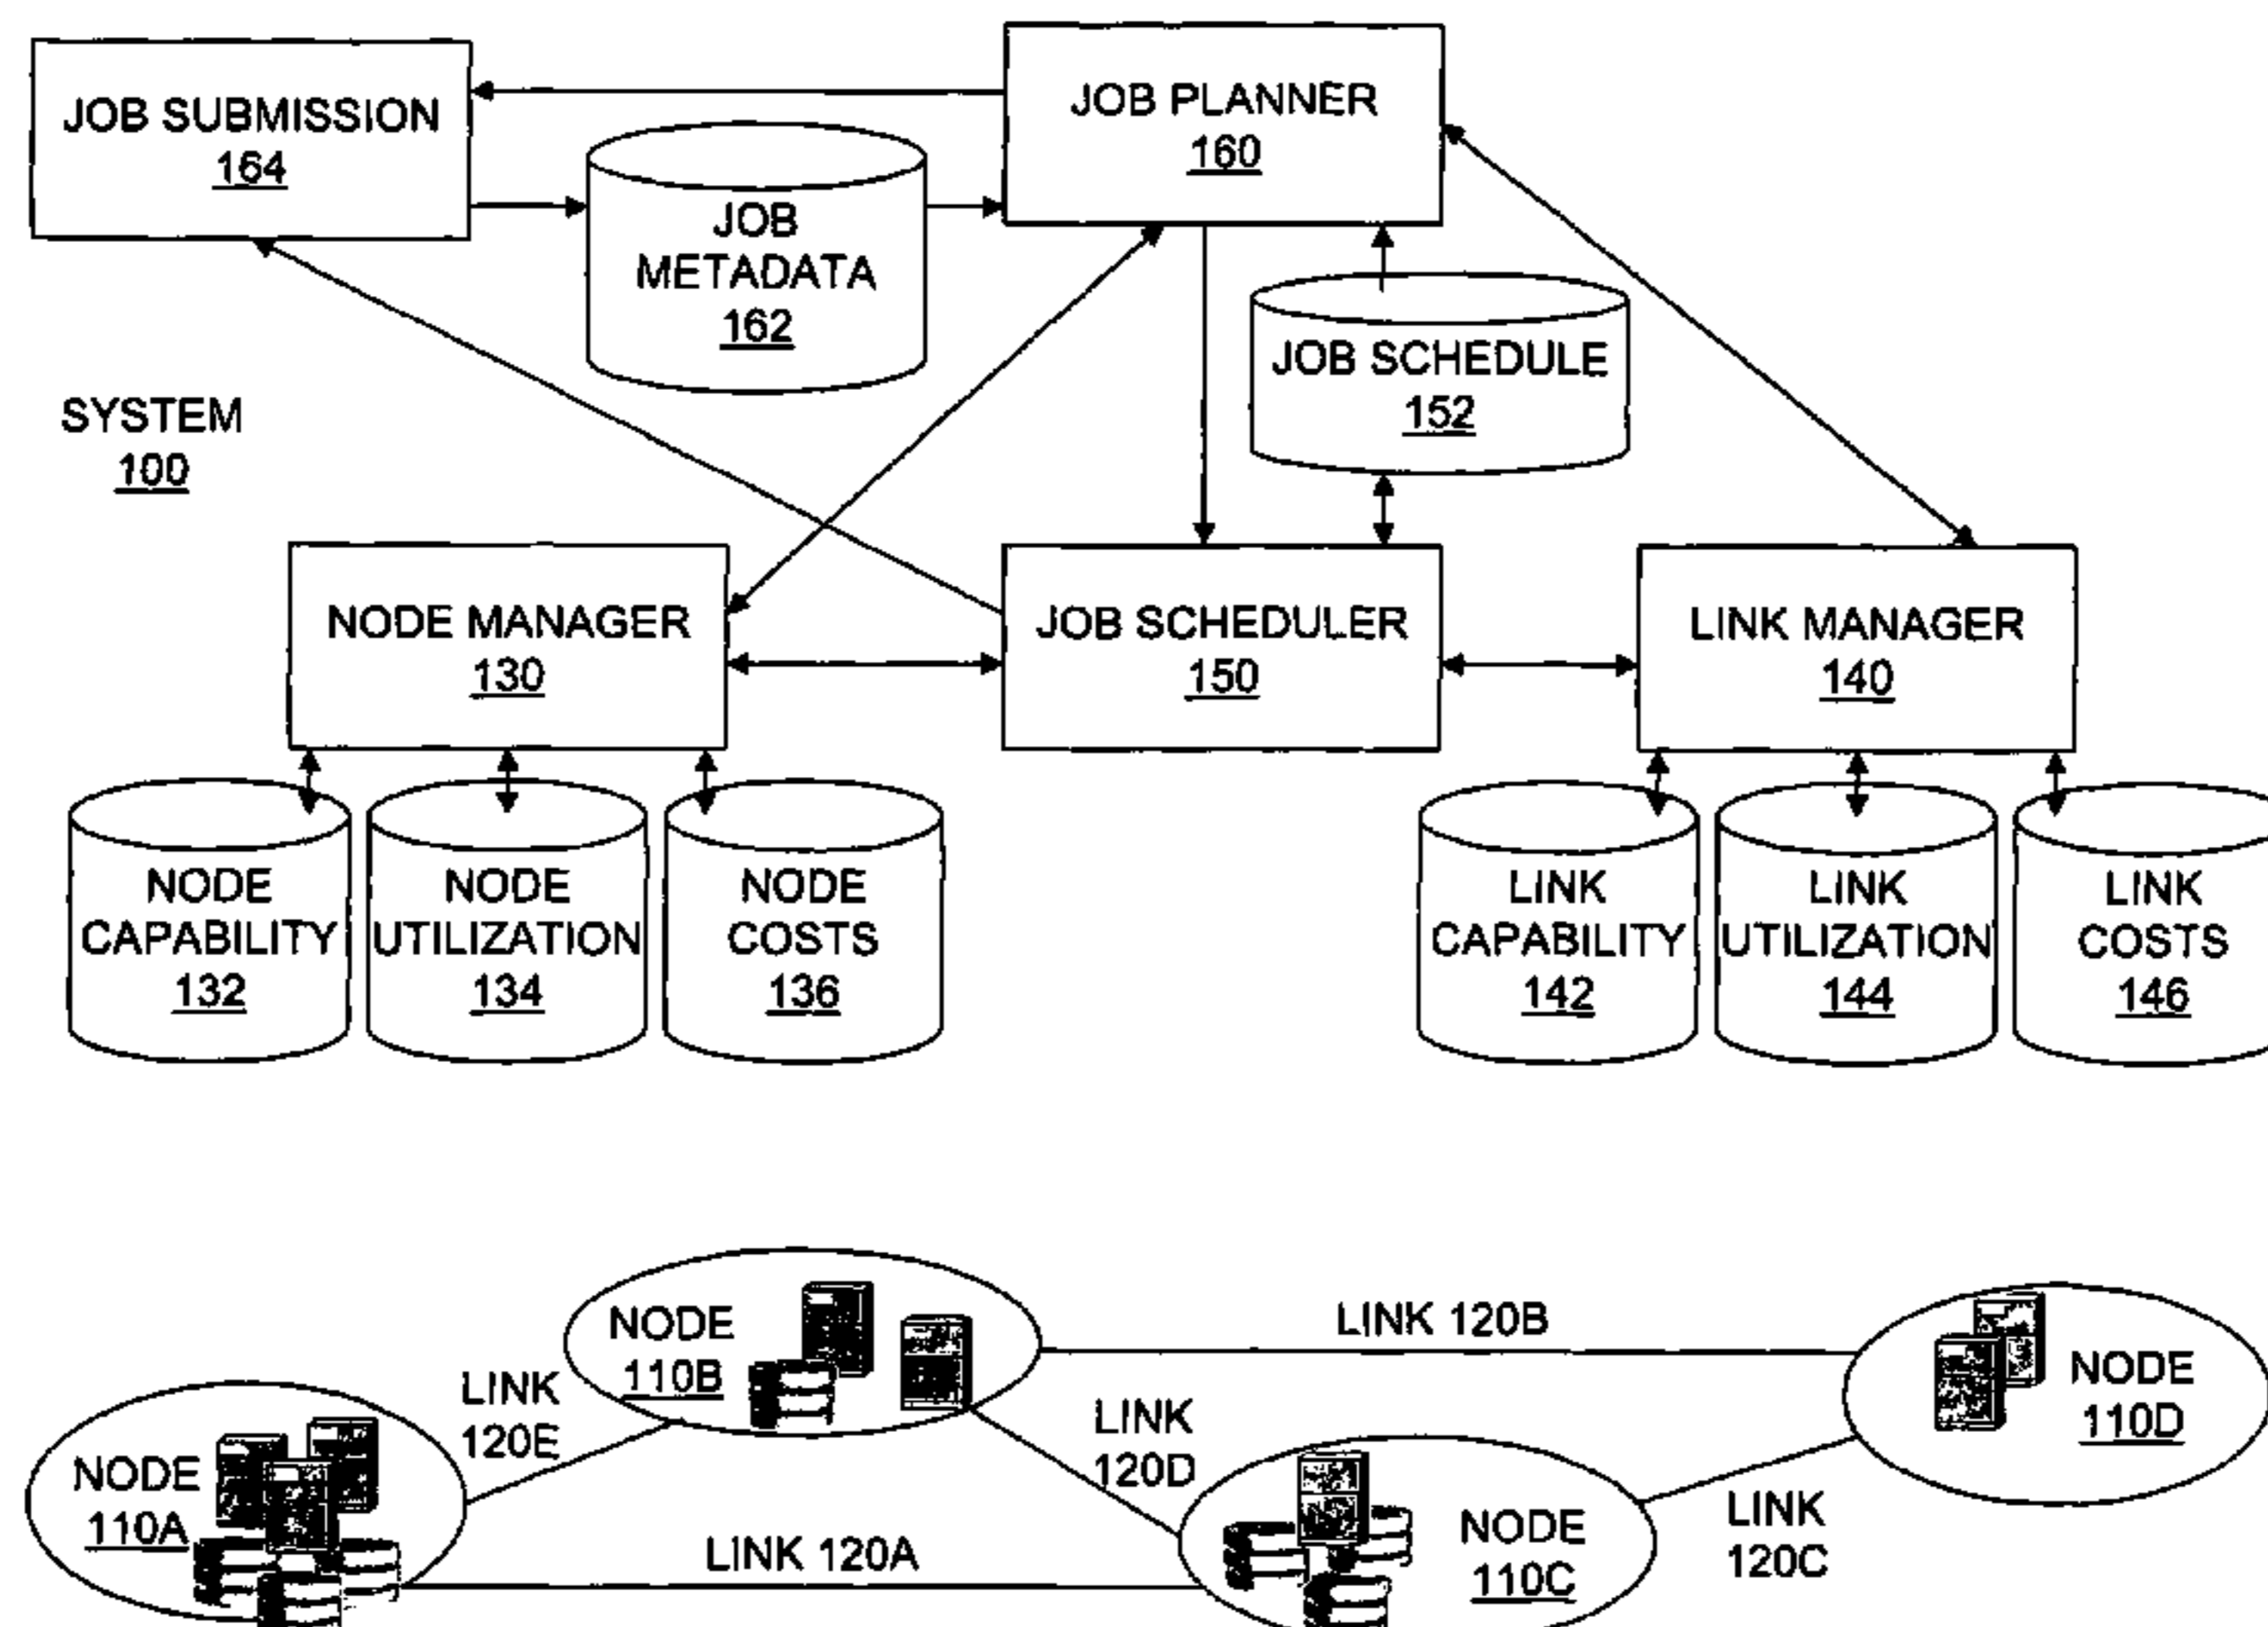 JOB SUBMISSION
164
JOB PLANNER
160
JOB
METADATA
162
JOB SCHEDULE
152
SYSTEM
100
NODE MANAGER
130
JOB SCHEDULER
150
LINK MANAGER
140
NODE
CAPABILITY
132
NODE
UTILIZATION
134
NODE
COSTS
136
LINK
CAPABILITY
142
LINK
UTILIZATION
144
LINK
COSTS
146
NODE
110B
LINK 120B
NODE
110D
LINK
120E
LINK
120D
NODE
110A
LINK 120A
NODE
110C
LINK
120C